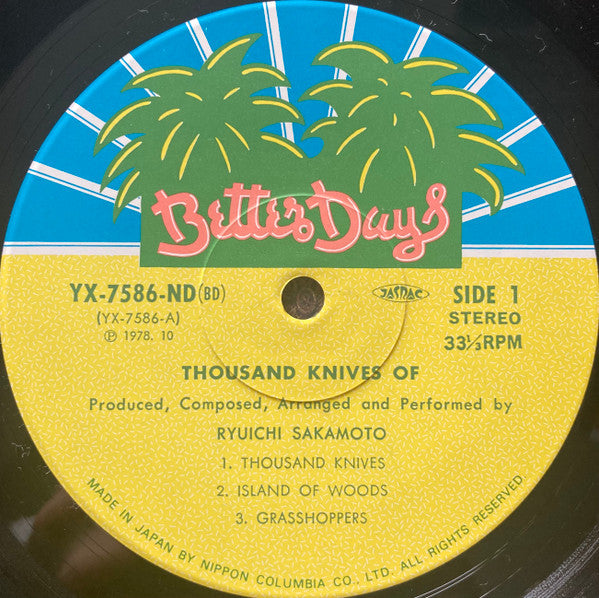 Better Days
YX-7586-ND(BD)
(YX-7586-A)
Ⓟ 1978. 10
JASRAC
SIDE 1
STEREO
33⅓RPM
THOUSAND KNIVES OF
Produced, Composed, Arranged and Performed by
RYUICHI SAKAMOTO
1. THOUSAND KNIVES
2. ISLAND OF WOODS
3. GRASSHOPPERS
MADE IN JAPAN BY NIPPON COLUMBIA CO., LTD. ALL RIGHTS RESERVED